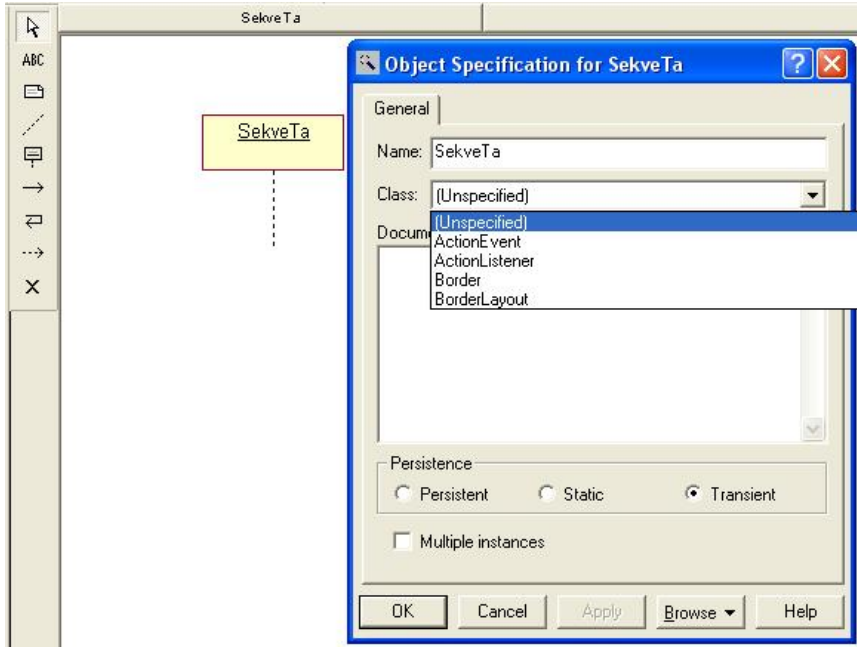 SekveTa
ABC
SekveTa
Object Specification for SekveTa
General
Name: SekveTa
Class: (Unspecified)
(Unspecified)
Docum
ActionEvent
ActionListener
Border
BorderLayout
Persistence
Persistent Static Transient
Multiple instances
OK Cancel Apply Browse Help